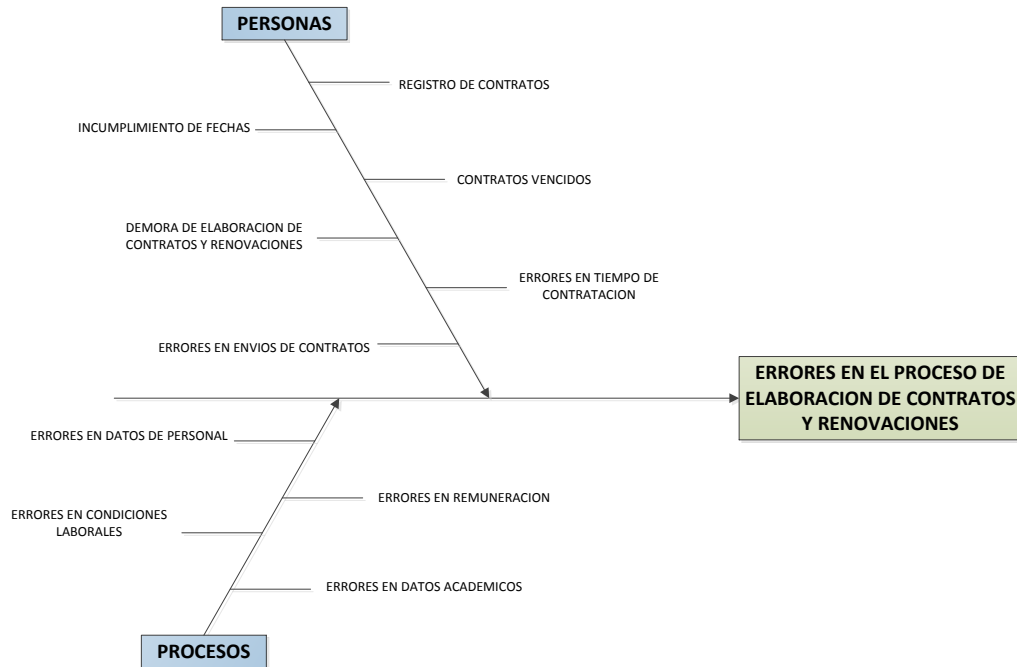 PERSONAS
REGISTRO DE CONTRATOS
INCUMPLIMIENTO DE FECHAS
CONTRATOS VENCIDOS
DEMORA DE ELABORACION DE
CONTRATOS Y RENOVACIONES
ERRORES EN TIEMPO DE
CONTRATACION
ERRORES EN ENVIOS DE CONTRATOS
ERRORES EN EL PROCESO DE
ELABORACION DE CONTRATOS
Y RENOVACIONES
ERRORES EN DATOS DE PERSONAL
ERRORES EN REMUNERACION
ERRORES EN CONDICIONES
LABORALES
ERRORES EN DATOS ACADEMICOS
PROCESOS